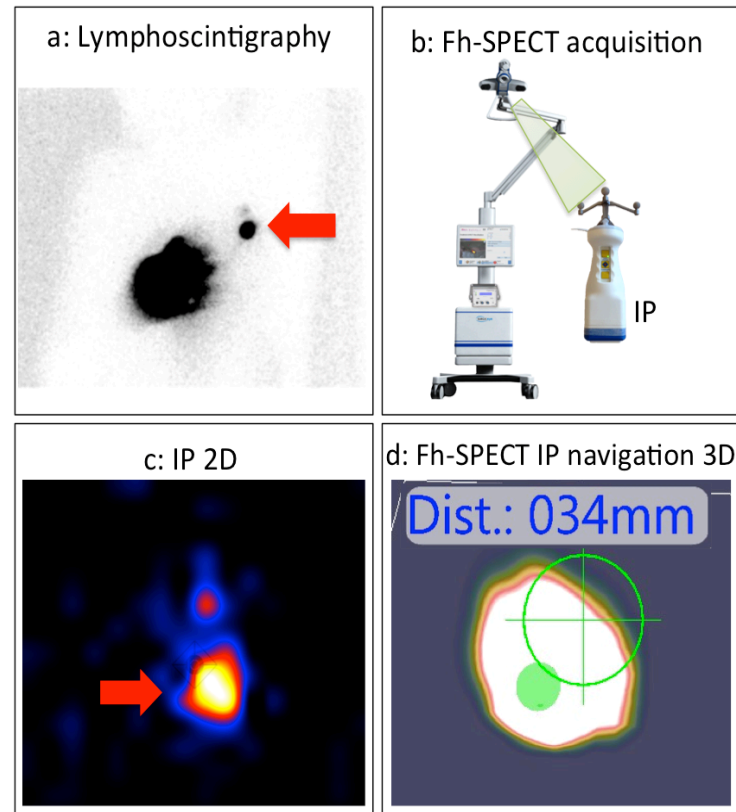 a: Lymphoscintigraphy
b: Fh-SPECT acquisition
IP
c: IP 2D
d: Fh-SPECT IP navigation 3D
Dist.: 034mm